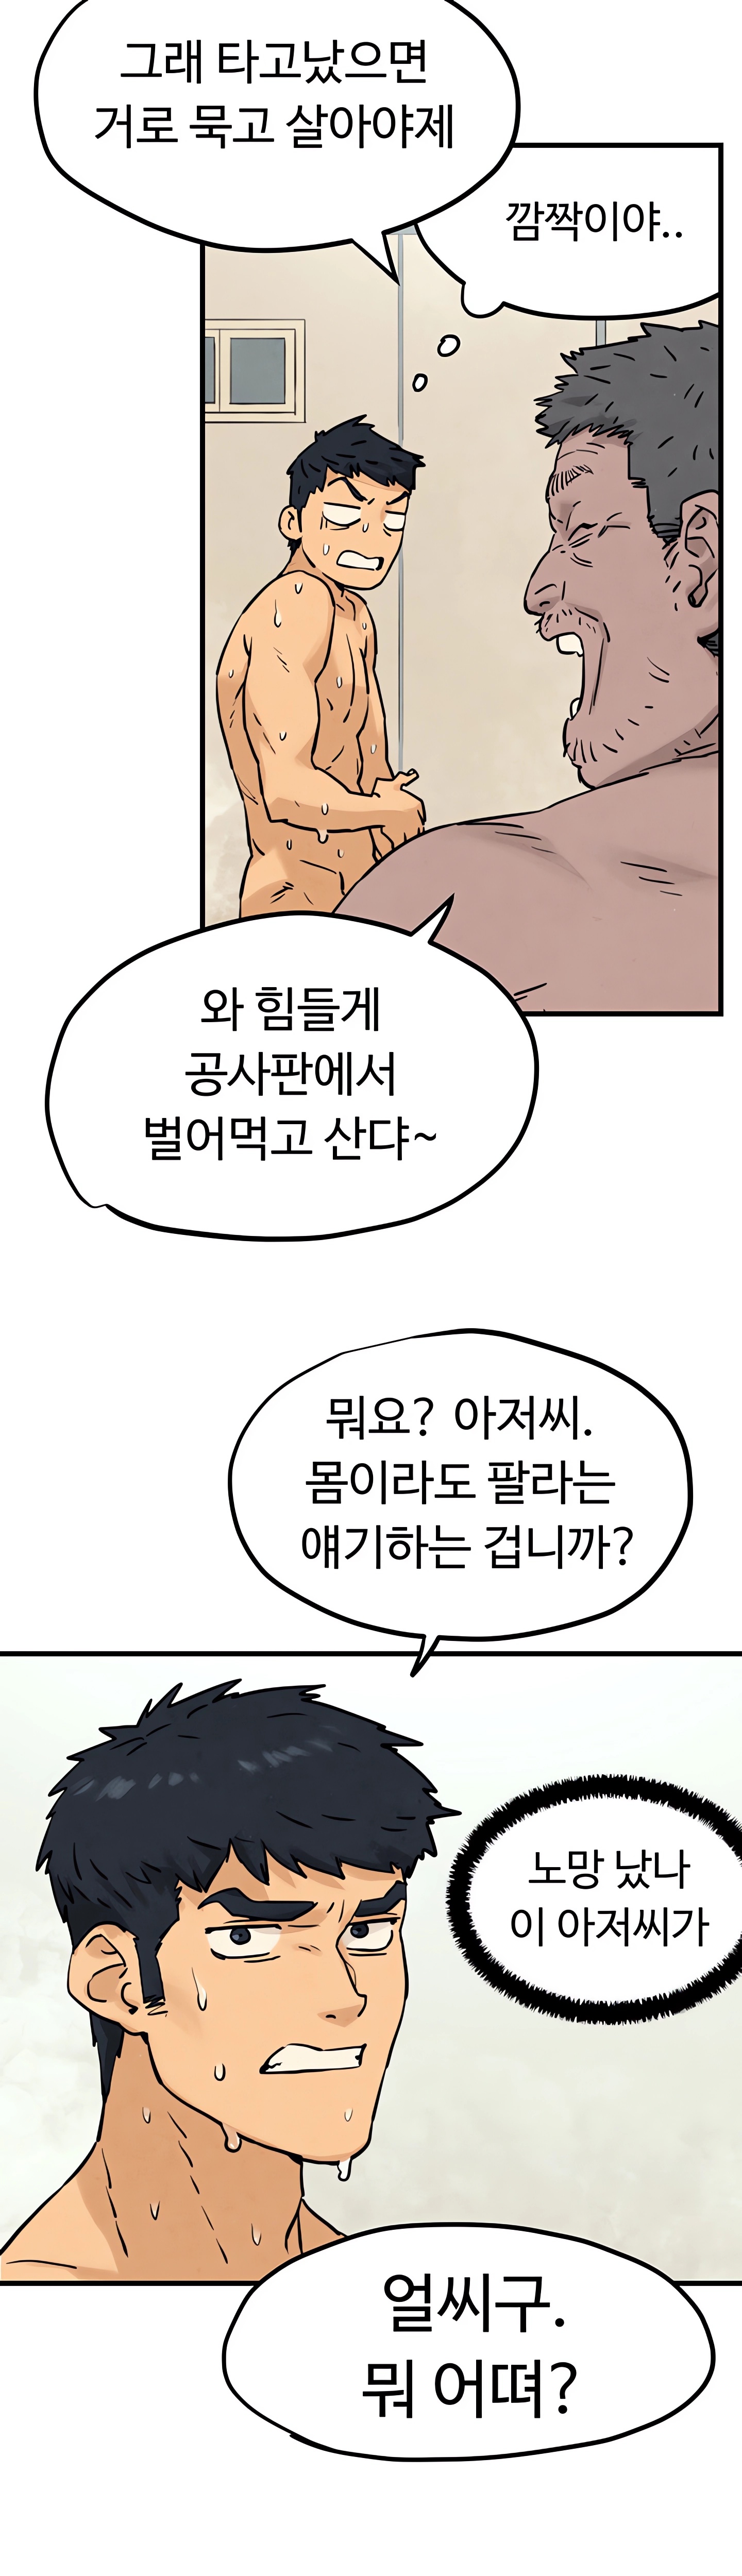 그래 타고났으면
거로 묵고 살아야제
깜짝이야..
와 힘들게
공사판에서
벌어먹고 산댜~
뭐요? 아저씨.
몸이라도 팔라는
얘기하는 겁니까?
노망 났나
이 아저씨가
얼씨구.
뭐 어뗘?